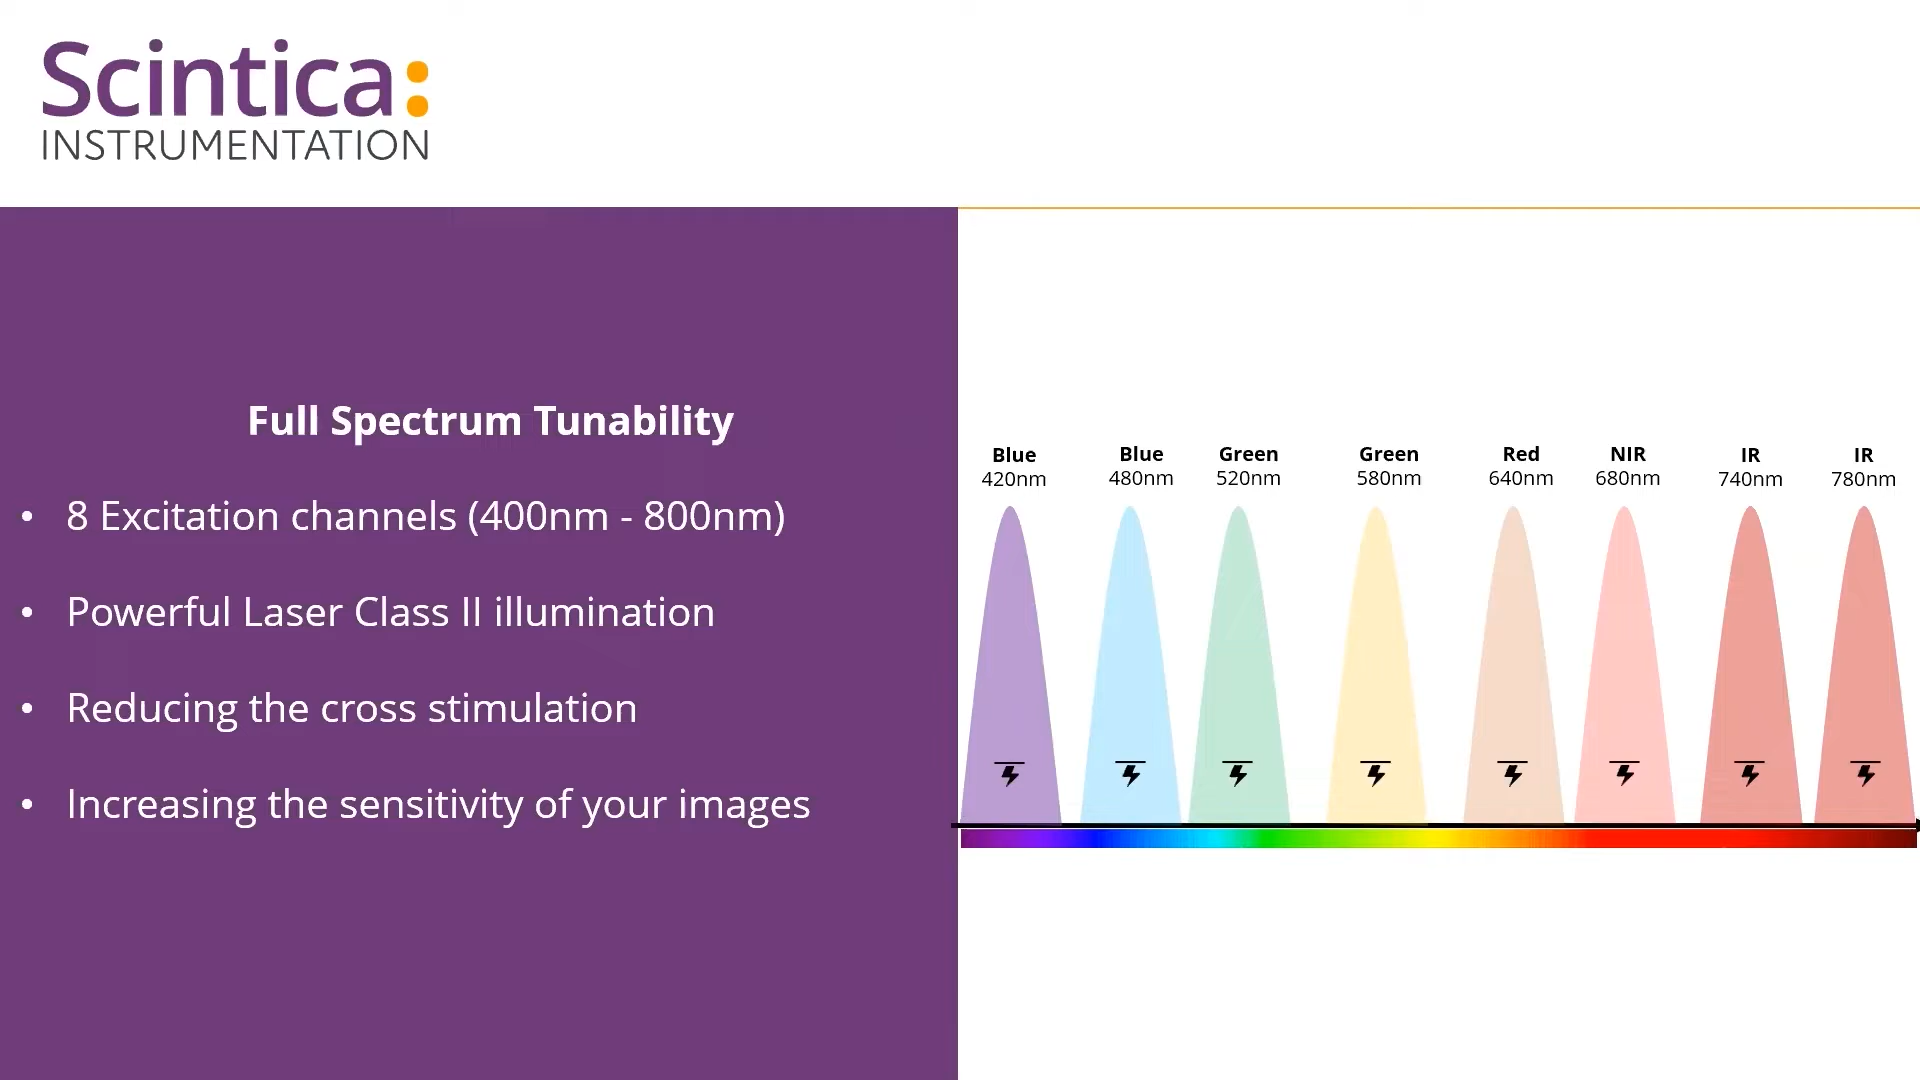 Scintica:
INSTRUMENTATION
Full Spectrum Tunability
• 8 Excitation channels (400nm - 800nm)
• Powerful Laser Class II illumination
• Reducing the cross stimulation
• Increasing the sensitivity of your images
Blue Blue Green Green Red NIR IR IR
420nm 480nm 520nm 580nm 640nm 680nm 740nm 780nm